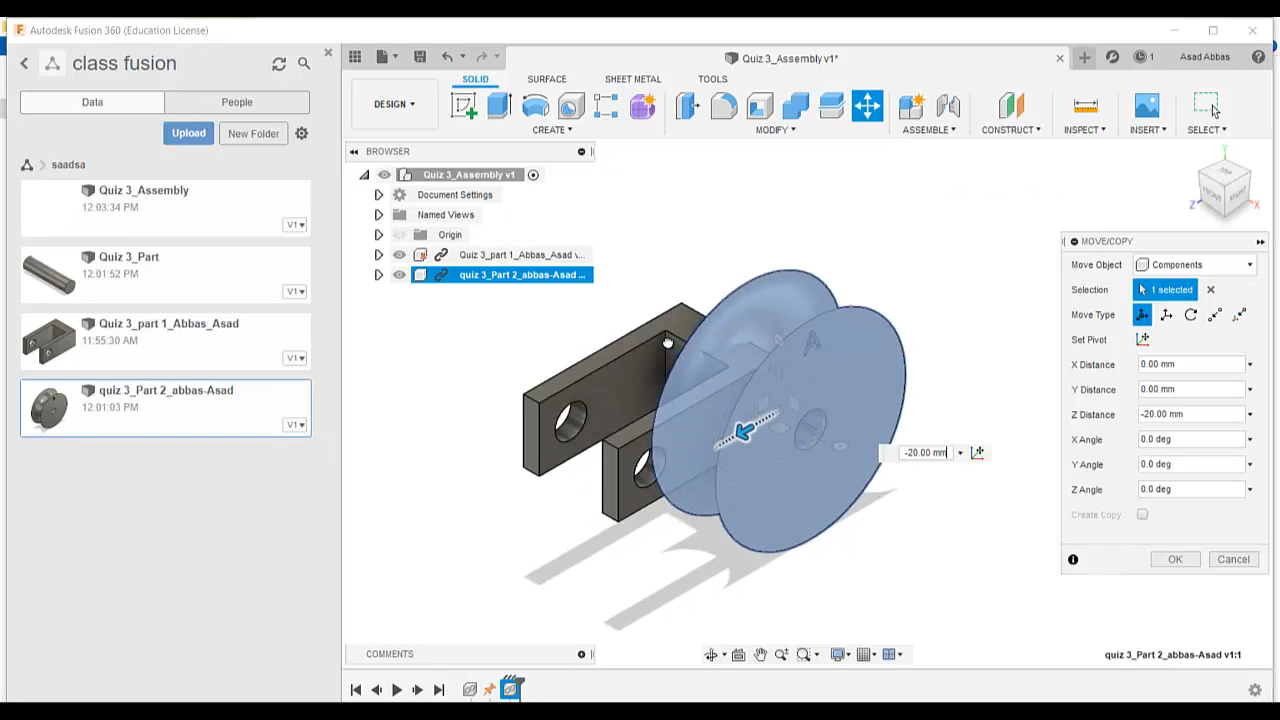 Autodesk Fusion 360 (Education License)
class fusion
Data People
Upload New Folder
saadsa
Quiz 3_Assembly
12:03:34 PM
V1
Quiz 3_Part
12:01:52 PM
V1
Quiz 3_part 1_Abbas_Asad
11:55:30 AM
V1
quiz 3_Part 2_abbas-Asad
12:01:03 PM
V1
Quiz 3_Assembly v1*
1
Asad Abbas
DESIGN
SOLID SURFACE SHEET METAL TOOLS
CREATE MODIFY ASSEMBLE CONSTRUCT INSPECT INSERT SELECT
BROWSER
Quiz 3_Assembly v1
Document Settings
Named Views
Origin
Quiz 3_part 1_Abbas_Asad v...
quiz 3_Part 2_abbas-Asad ...
A
-20.00 mm
TOP
FRONT
RIGHT
Y
Z
X
MOVE/COPY
Move Object Components
Selection 1 selected
Move Type
Set Pivot
X Distance 0.00 mm
Y Distance 0.00 mm
Z Distance -20.00 mm
X Angle 0.0 deg
Y Angle 0.0 deg
Z Angle 0.0 deg
Create Copy
OK Cancel
COMMENTS
quiz 3_Part 2_abbas-Asad v1:1